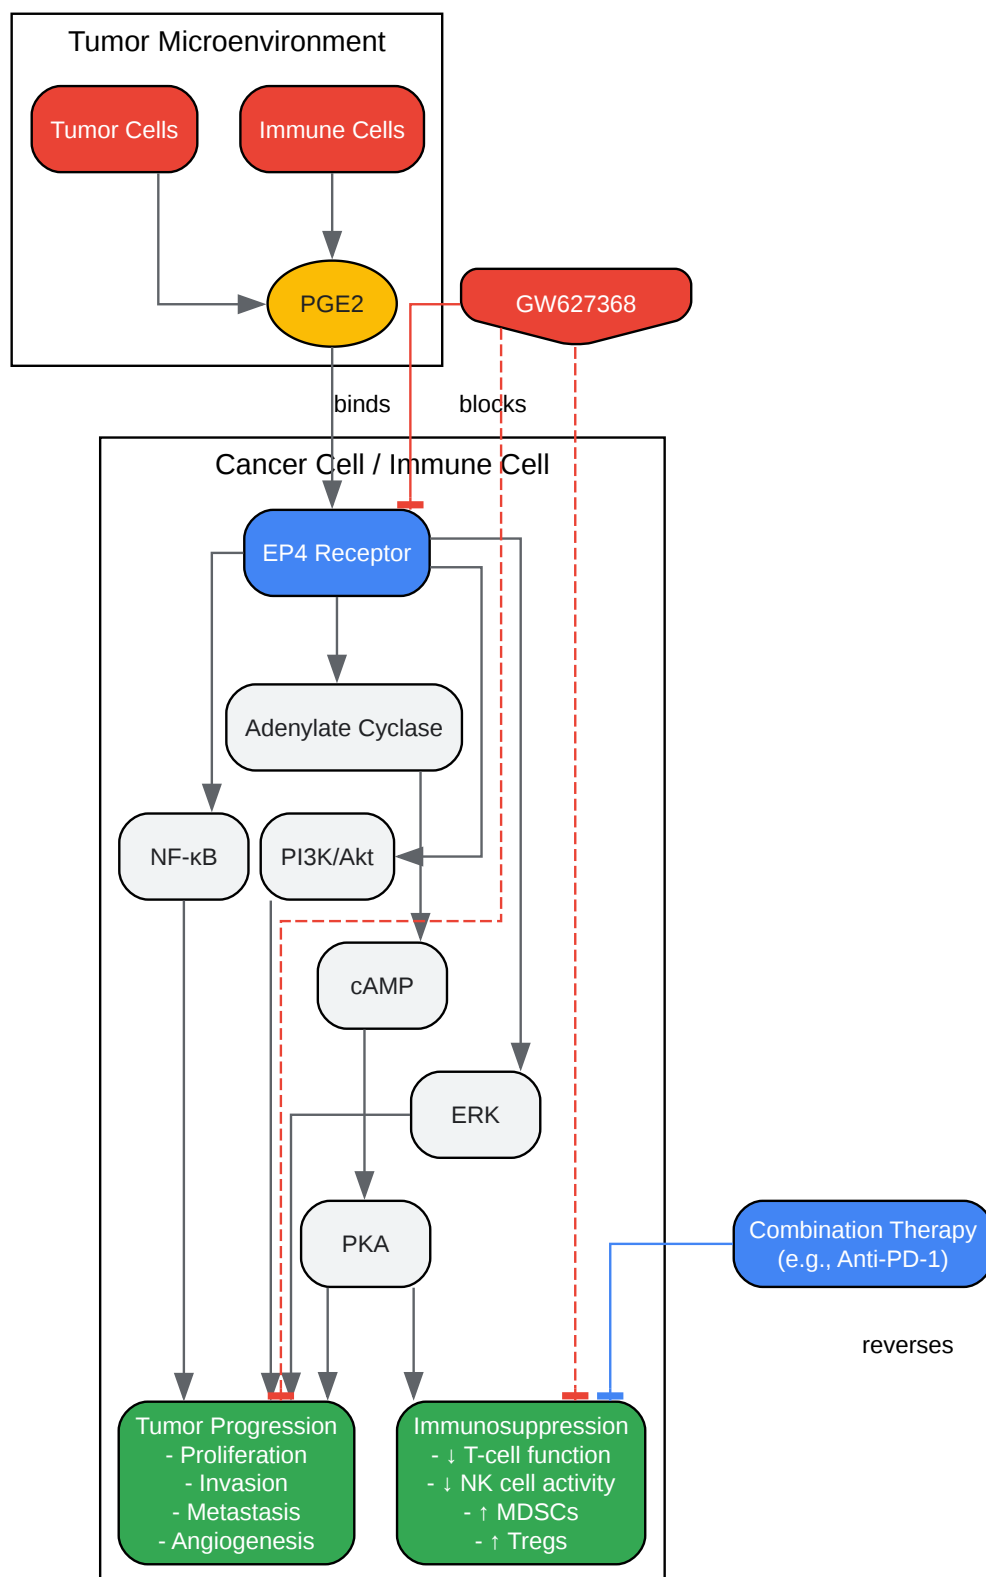 Tumor Microenvironment
Tumor Cells
Immune Cells
PGE2
GW627368
binds
blocks
Cancer Cell / Immune Cell
EP4 Receptor
Adenylate Cyclase
NF-κB
PI3K/Akt
cAMP
ERK
PKA
Combination Therapy
(e.g., Anti-PD-1)
reverses
Tumor Progression
- Proliferation
- Invasion
- Metastasis
- Angiogenesis
Immunosuppression
- ↓ T-cell function
- ↓ NK cell activity
- ↑ MDSCs
- ↑ Tregs